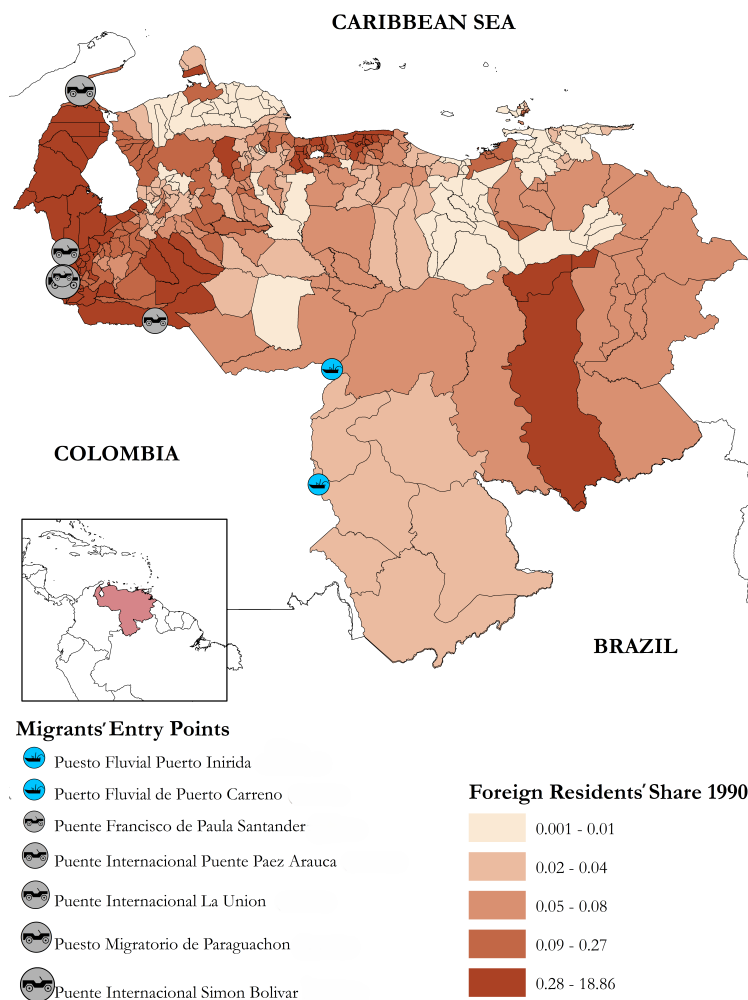 CARIBBEAN SEA
COLOMBIA
BRAZIL
Migrants´Entry Points
Puesto Fluvial Puerto Inirida
Puerto Fluvial de Puerto Carreno
Puente Francisco de Paula Santander
Puente Internacional Puente Paez Arauca
Puente Internacional La Union
Puesto Migratorio de Paraguachon
Puente Internacional Simon Bolivar
Foreign Residents´Share 1990
0.001 - 0.01
0.02 - 0.04
0.05 - 0.08
0.09 - 0.27
0.28 - 18.86